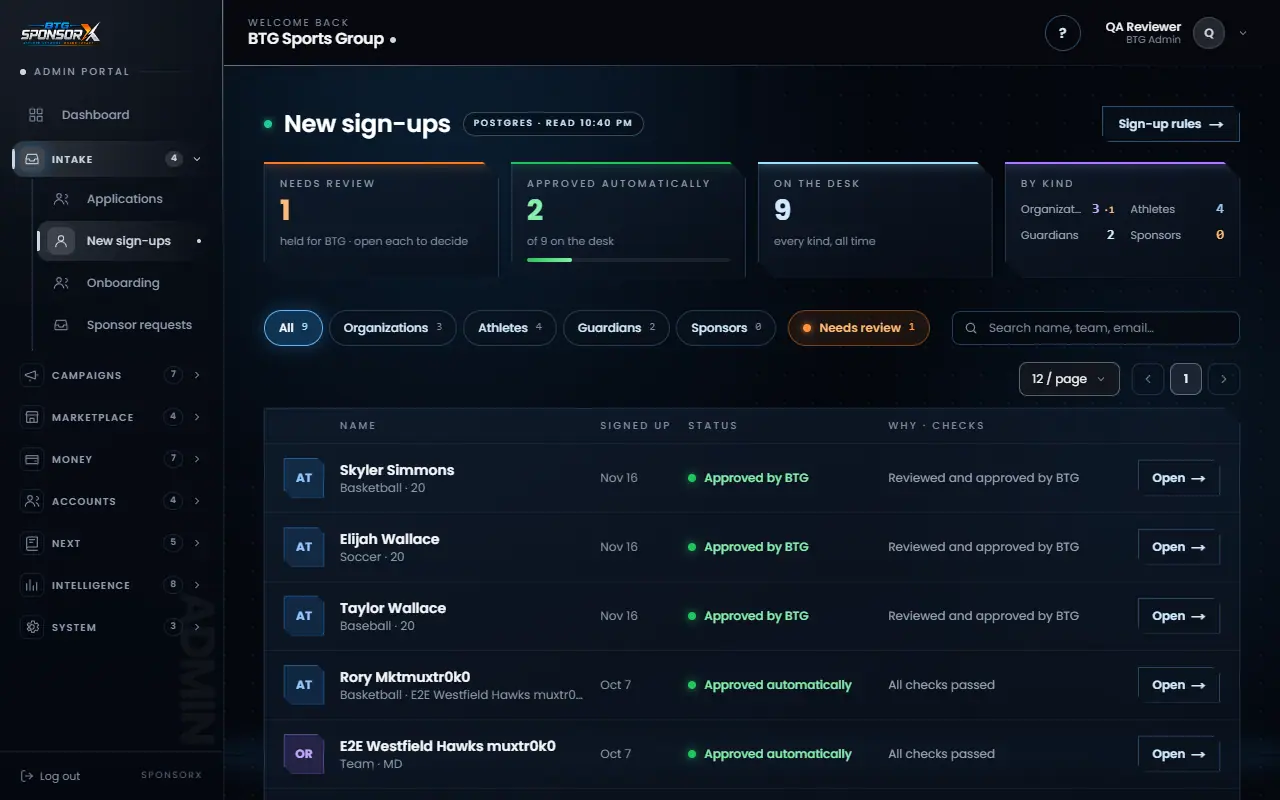 BTG
SPONSORX
ADMIN PORTAL
Dashboard
INTAKE 4
Applications
New sign-ups
Onboarding
Sponsor requests
CAMPAIGNS 7
MARKETPLACE 4
MONEY 7
ACCOUNTS 4
NEXT 5
INTELLIGENCE 8
SYSTEM 3
ADMIN
Log out SPONSORX
WELCOME BACK
BTG Sports Group
?
QA Reviewer
BTG Admin
Q
New sign-ups
POSTGRES · READ 10:40 PM
Sign-up rules →
NEEDS REVIEW
1
held for BTG · open each to decide
APPROVED AUTOMATICALLY
2
of 9 on the desk
ON THE DESK
9
every kind, all time
BY KIND
Organizat… 3 ·1 Athletes 4
Guardians 2 Sponsors 0
All 9
Organizations 3
Athletes 4
Guardians 2
Sponsors 0
Needs review 1
Search name, team, email…
12 / page
1
NAME SIGNED UP STATUS WHY · CHECKS
AT
Skyler Simmons
Basketball · 20
Nov 16
Approved by BTG
Reviewed and approved by BTG
Open →
AT
Elijah Wallace
Soccer · 20
Nov 16
Approved by BTG
Reviewed and approved by BTG
Open →
AT
Taylor Wallace
Baseball · 20
Nov 16
Approved by BTG
Reviewed and approved by BTG
Open →
AT
Rory Mktmuxtr0k0
Basketball · E2E Westfield Hawks muxtr0…
Oct 7
Approved automatically
All checks passed
Open →
OR
E2E Westfield Hawks muxtr0k0
Team · MD
Oct 7
Approved automatically
All checks passed
Open →